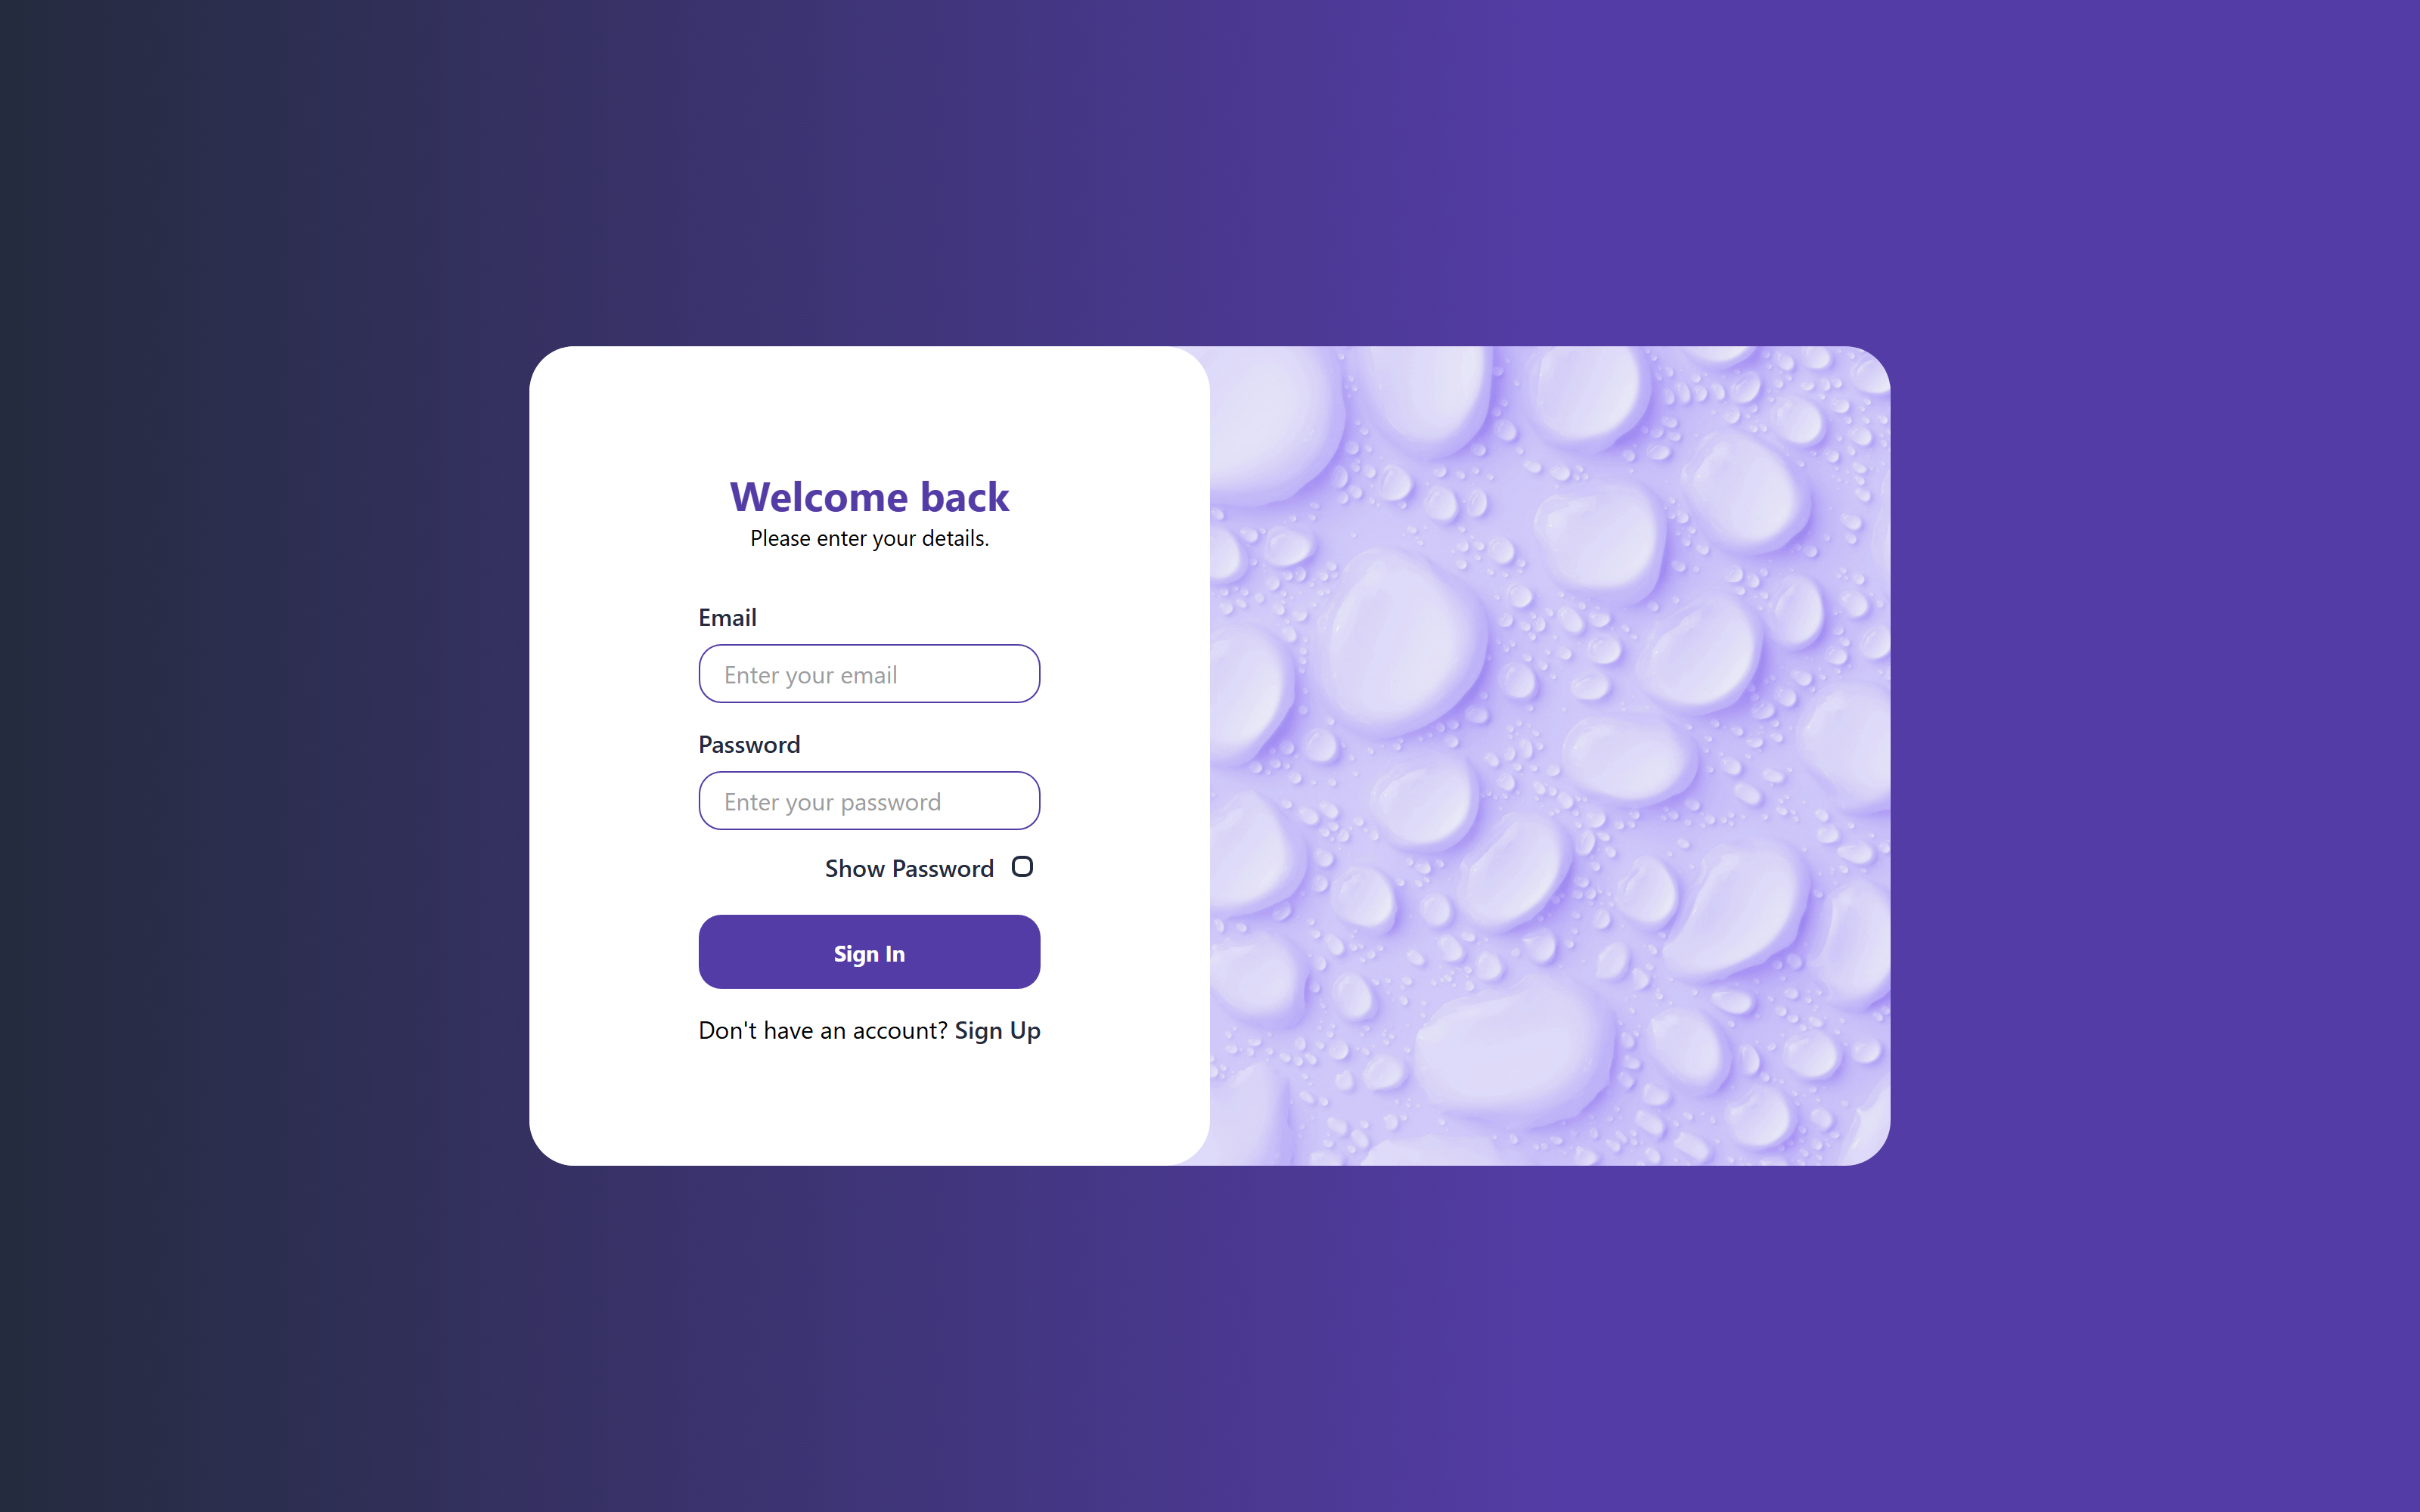 Welcome back
Please enter your details.
Email
Enter your email
Password
Enter your password
Show Password
Sign In
Don't have an account? Sign Up